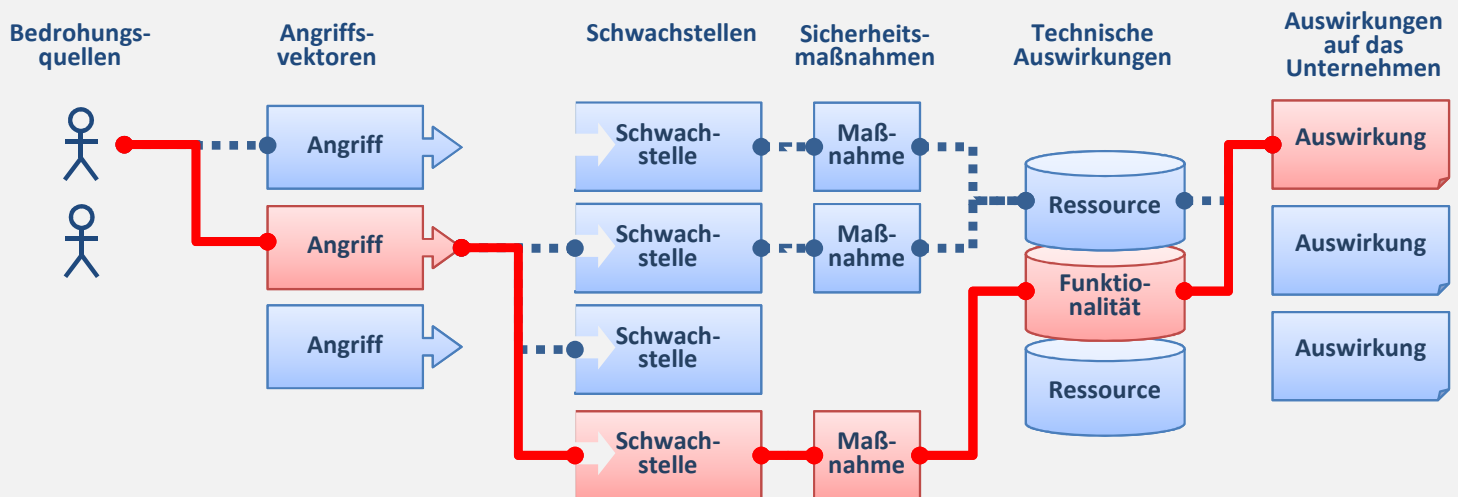 Bedrohungs-
quellen
Angriffs-
vektoren
Schwachstellen
Sicherheits-
maßnahmen
Technische
Auswirkungen
Auswirkungen
auf das
Unternehmen
Angriff
Angriff
Angriff
Schwach-
stelle
Schwach-
stelle
Schwach-
stelle
Schwach-
stelle
Maß-
nahme
Maß-
nahme
Maß-
nahme
Ressource
Funktio-
nalität
Ressource
Auswirkung
Auswirkung
Auswirkung